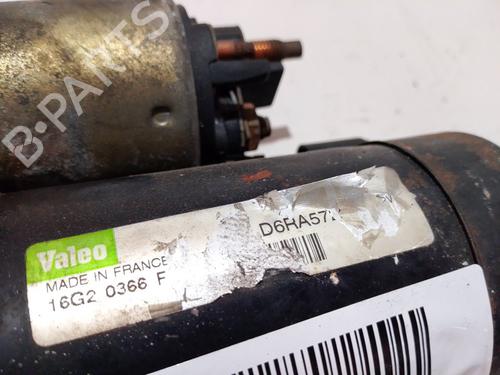 B-PARTS
Valeo
MADE IN FRANCE
16G2 0366 F
D6RA57